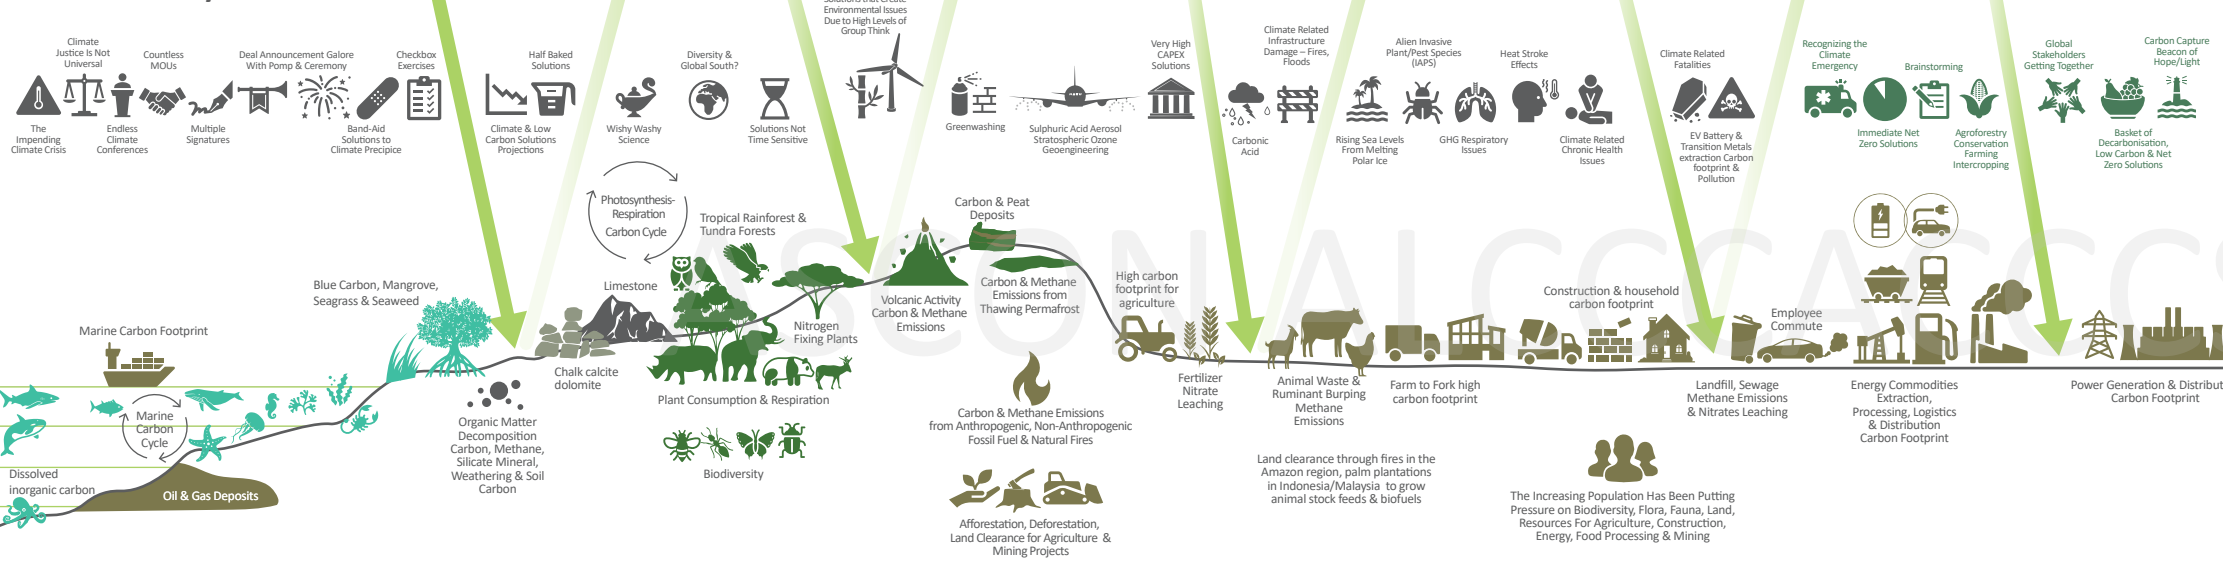 Climate
Justice Is Not
Universal
Countless
MOUs
Deal Announcement Galore
With Pomp & Ceremony
Checkbox
Exercises
The
Impending
Climate Crisis
Endless
Climate
Conferences
Multiple
Signatures
Band-Aid
Solutions to
Climate Precipice
Half Baked
Solutions
Diversity &
Global South?
Climate & Low
Carbon Solutions
Projections
Wishy Washy
Science
Solutions Not
Time Sensitive
Solutions that Create
Environmental Issues
Due to High Levels of
Group Think
Greenwashing
Sulphuric Acid Aerosol
Stratospheric Ozone
Geoengineering
Very High
CAPEX
Solutions
Climate Related
Infrastructure
Damage – Fires,
Floods
Carbonic
Acid
Alien Invasive
Plant/Pest Species
(IAPS)
Heat Stroke
Effects
Rising Sea Levels
From Melting
Polar Ice
GHG Respiratory
Issues
Climate Related
Chronic Health
Issues
Climate Related
Fatalities
EV Battery &
Transition Metals
extraction Carbon
footprint &
Pollution
Recognizing the
Climate
Emergency
Brainstorming
Immediate Net
Zero Solutions
Agroforestry
Conservation
Farming
Intercropping
Global
Stakeholders
Getting Together
Carbon Capture
Beacon of
Hope/Light
Basket of
Decarbonisation,
Low Carbon & Net
Zero Solutions
ASCON ALCCCACCCS
Marine Carbon Footprint
Marine
Carbon
Cycle
Dissolved
inorganic carbon
Oil & Gas Deposits
Blue Carbon, Mangrove,
Seagrass & Seaweed
Organic Matter
Decomposition
Carbon, Methane,
Silicate Mineral,
Weathering & Soil
Carbon
Chalk calcite
dolomite
Limestone
Photosynthesis-
Respiration
Carbon Cycle
Tropical Rainforest &
Tundra Forests
Nitrogen
Fixing Plants
Plant Consumption & Respiration
Biodiversity
Volcanic Activity
Carbon & Methane
Emissions
Carbon & Peat
Deposits
Carbon & Methane
Emissions from
Thawing Permafrost
Carbon & Methane Emissions
from Anthropogenic, Non-Anthropogenic
Fossil Fuel & Natural Fires
Afforestation, Deforestation,
Land Clearance for Agriculture &
Mining Projects
High carbon
footprint for
agriculture
Fertilizer
Nitrate
Leaching
Animal Waste &
Ruminant Burping
Methane
Emissions
Land clearance through fires in the
Amazon region, palm plantations
in Indonesia/Malaysia to grow
animal stock feeds & biofuels
Farm to Fork high
carbon footprint
Construction & household
carbon footprint
The Increasing Population Has Been Putting
Pressure on Biodiversity, Flora, Fauna, Land,
Resources For Agriculture, Construction,
Energy, Food Processing & Mining
Employee
Commute
Landfill, Sewage
Methane Emissions
& Nitrates Leaching
Energy Commodities
Extraction,
Processing, Logistics
& Distribution
Carbon Footprint
Power Generation & Distribut
Carbon Footprint